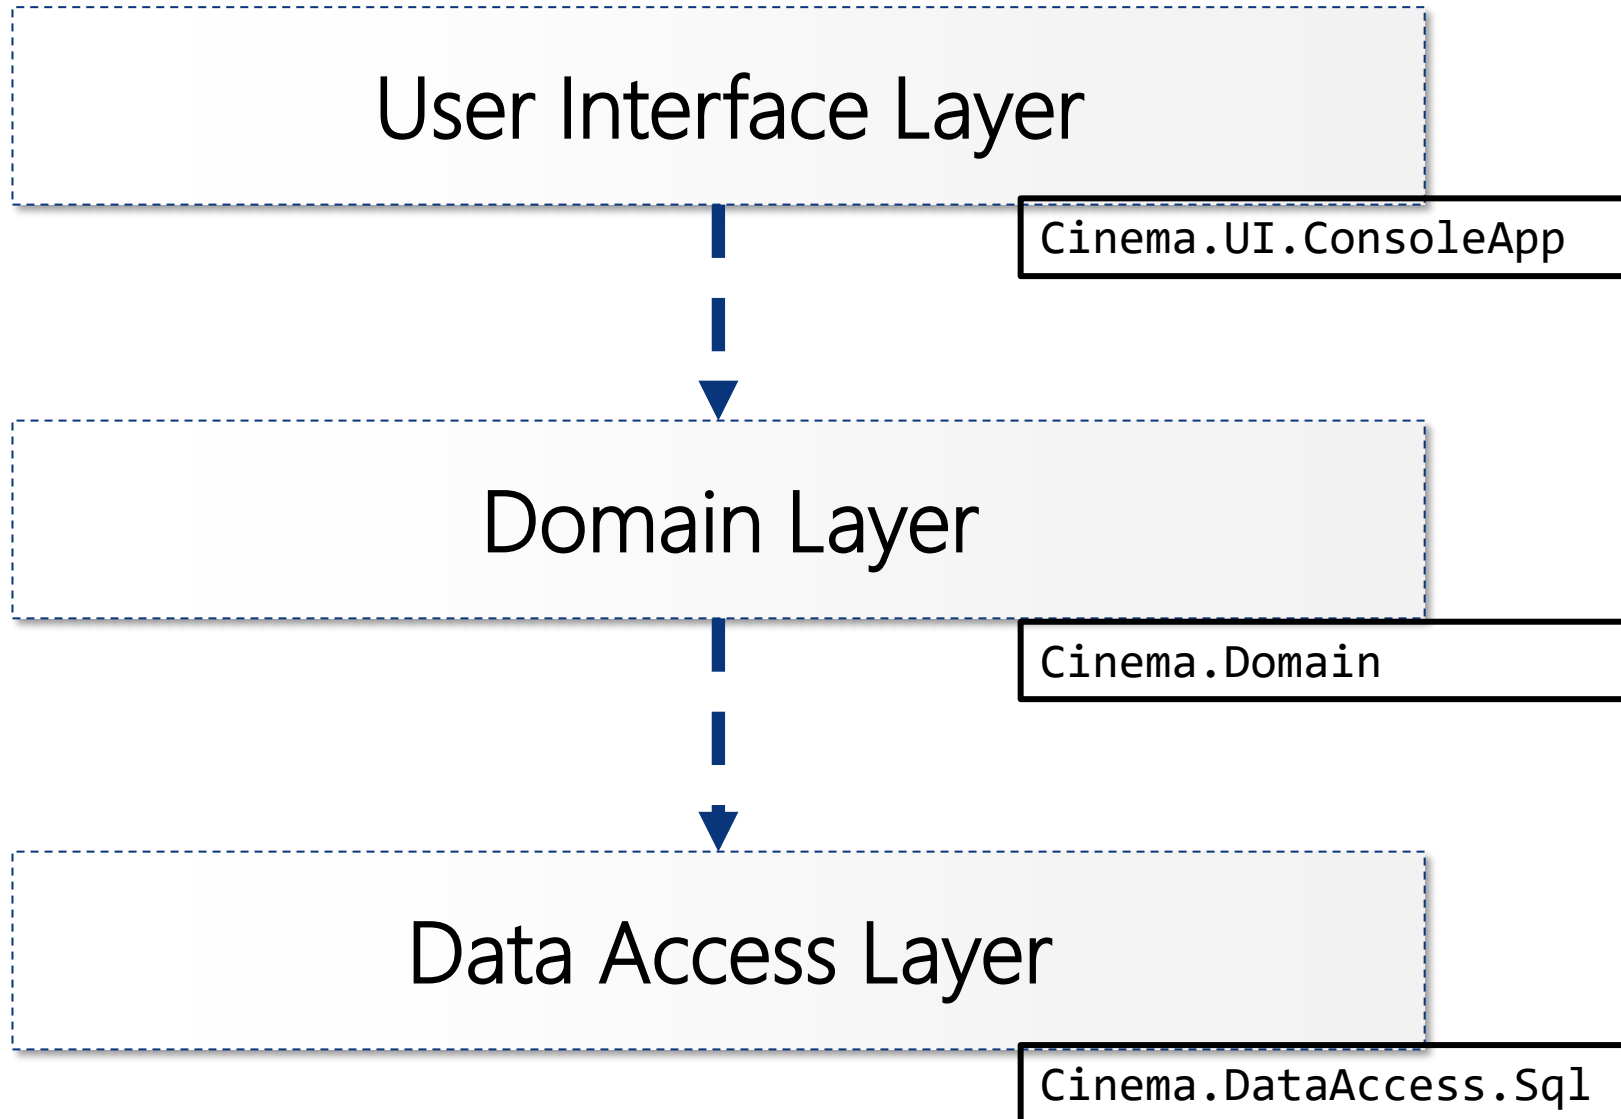 User Interface Layer
Cinema.UI.ConsoleApp
Domain Layer
Cinema.Domain
Data Access Layer
Cinema.DataAccess.Sql